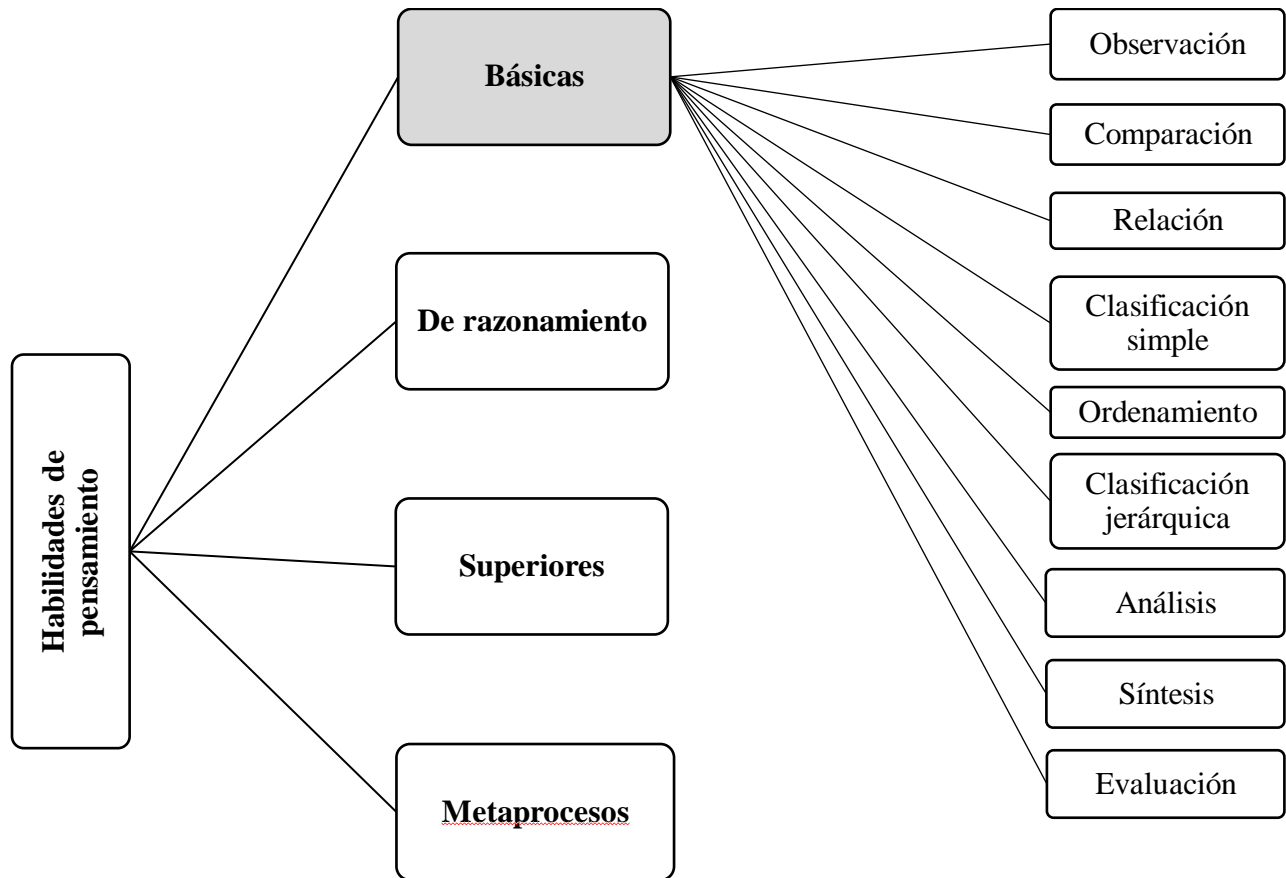 Habilidades de
pensamiento
Básicas
De razonamiento
Superiores
Metaprocesos
Observación
Comparación
Relación
Clasificación
simple
Ordenamiento
Clasificación
jerárquica
Análisis
Síntesis
Evaluación